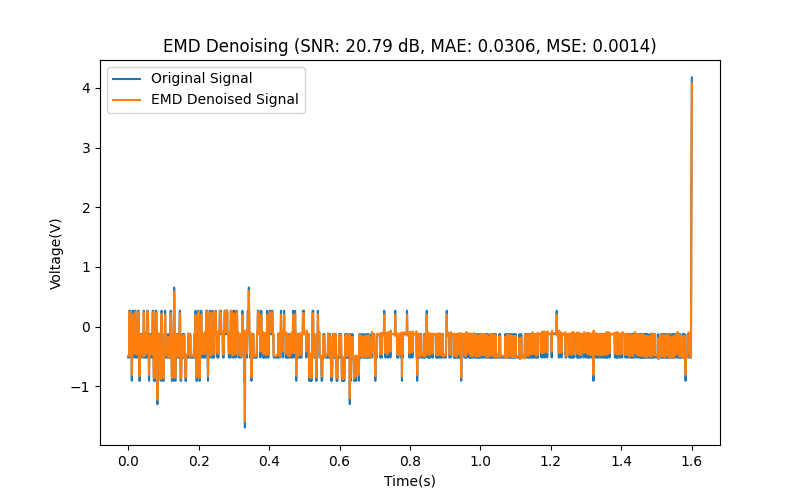 EMD Denoising (SNR: 20.79 dB, MAE: 0.0306, MSE: 0.0014)
Original Signal
EMD Denoised Signal
Voltage(V)
4
3
2
1
0
−1
0.0 0.2 0.4 0.6 0.8 1.0 1.2 1.4 1.6
Time(s)